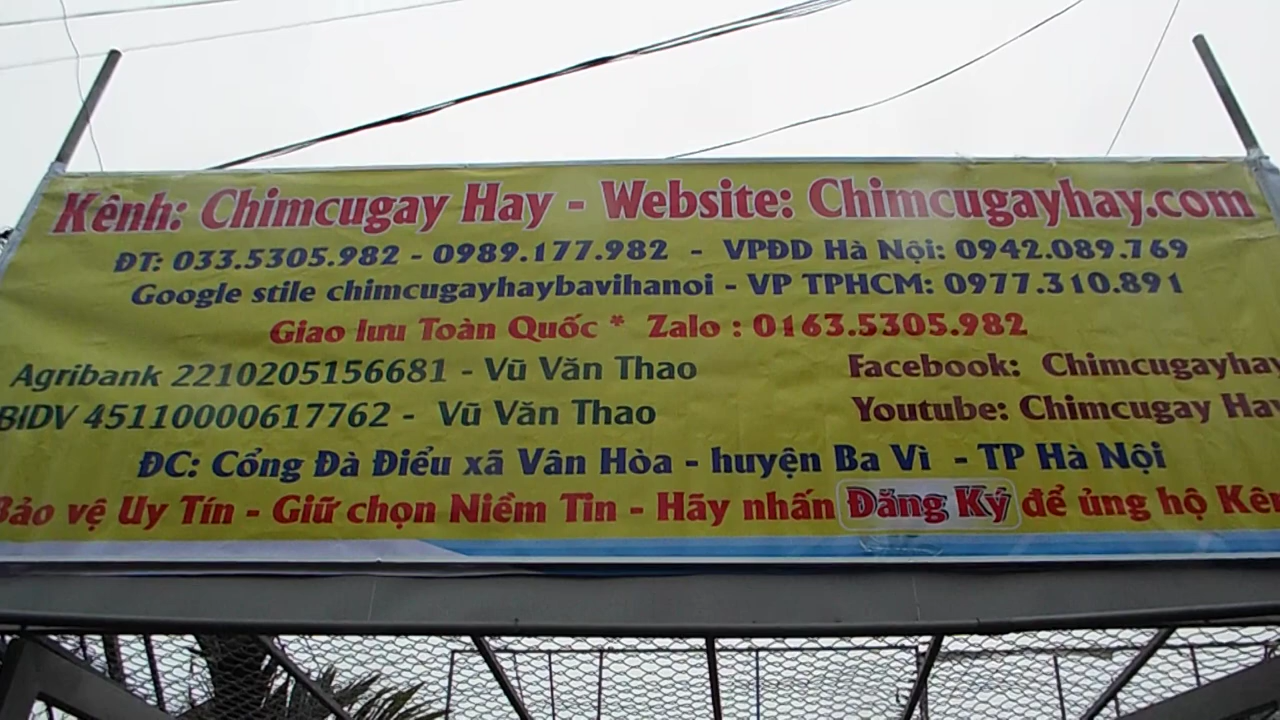 Kênh: Chimcugay Hay - Website: Chimcugayhay.com
ĐT: 033.5305.982 - 0989.177.982 - VPĐD Hà Nội: 0942.089.769
Google stile chimcugayhaybavihanoi - VP TPHCM: 0977.310.891
Giao lưu Toàn Quốc * Zalo : 0163.5305.982
Agribank 2210205156681 - Vũ Văn Thao Facebook: Chimcugayhay
BIDV 45110000617762 - Vũ Văn Thao Youtube: Chimcugay Hay
ĐC: Cổng Đà Điểu xã Vân Hòa - huyện Ba Vì - TP Hà Nội
Bảo vệ Uy Tín - Giữ chọn Niềm Tin - Hãy nhấn Đăng Ký để ủng hộ Kên